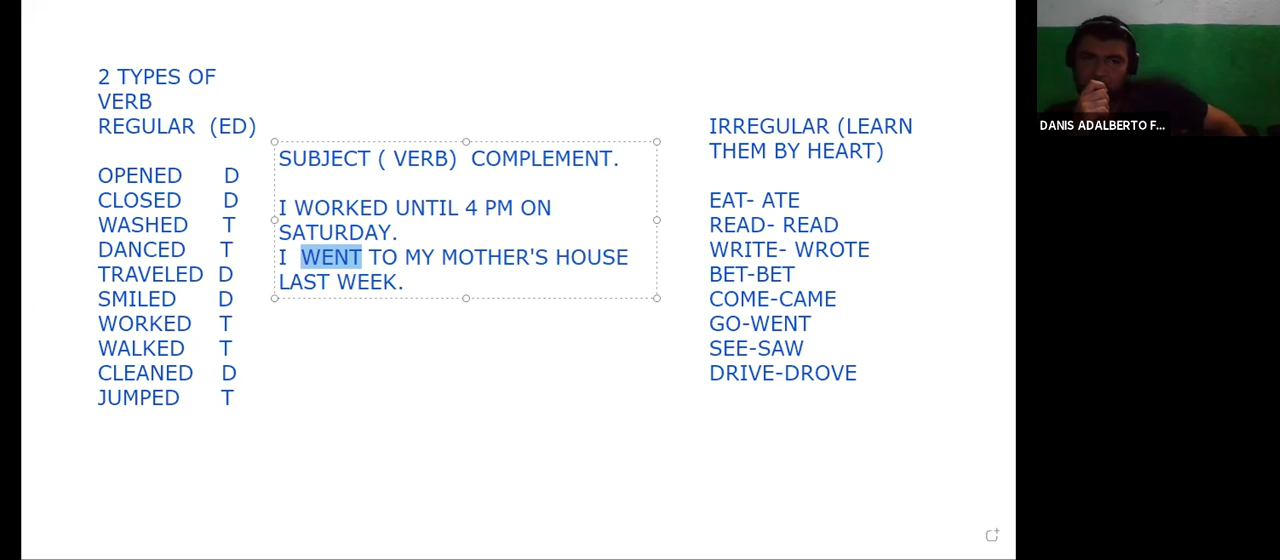 2 TYPES OF
VERB
REGULAR (ED)
OPENED D
CLOSED D
WASHED T
DANCED T
TRAVELED D
SMILED D
WORKED T
WALKED T
CLEANED D
JUMPED T
SUBJECT ( VERB) COMPLEMENT.
I WORKED UNTIL 4 PM ON
SATURDAY.
I WENT TO MY MOTHER'S HOUSE
LAST WEEK.
IRREGULAR (LEARN
THEM BY HEART)
EAT- ATE
READ- READ
WRITE- WROTE
BET-BET
COME-CAME
GO-WENT
SEE-SAW
DRIVE-DROVE
DANIS ADALBERTO F...